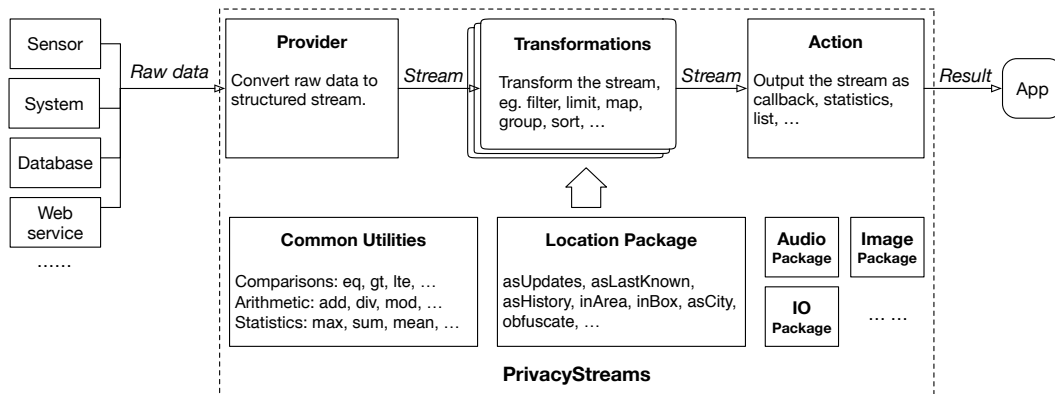 Sensor
System
Database
Web
service
……
Raw data
Provider
Convert raw data to
structured stream.
Stream
Transformations
Transform the stream,
eg. filter, limit, map,
group, sort, …
Stream
Action
Output the stream as
callback, statistics,
list, …
Result
App
Common Utilities
Comparisons: eq, gt, lte, …
Arithmetic: add, div, mod, …
Statistics: max, sum, mean, …
Location Package
asUpdates, asLastKnown,
asHistory, inArea, inBox, asCity,
obfuscate, …
Audio
Package
Image
Package
IO
Package
… …
PrivacyStreams